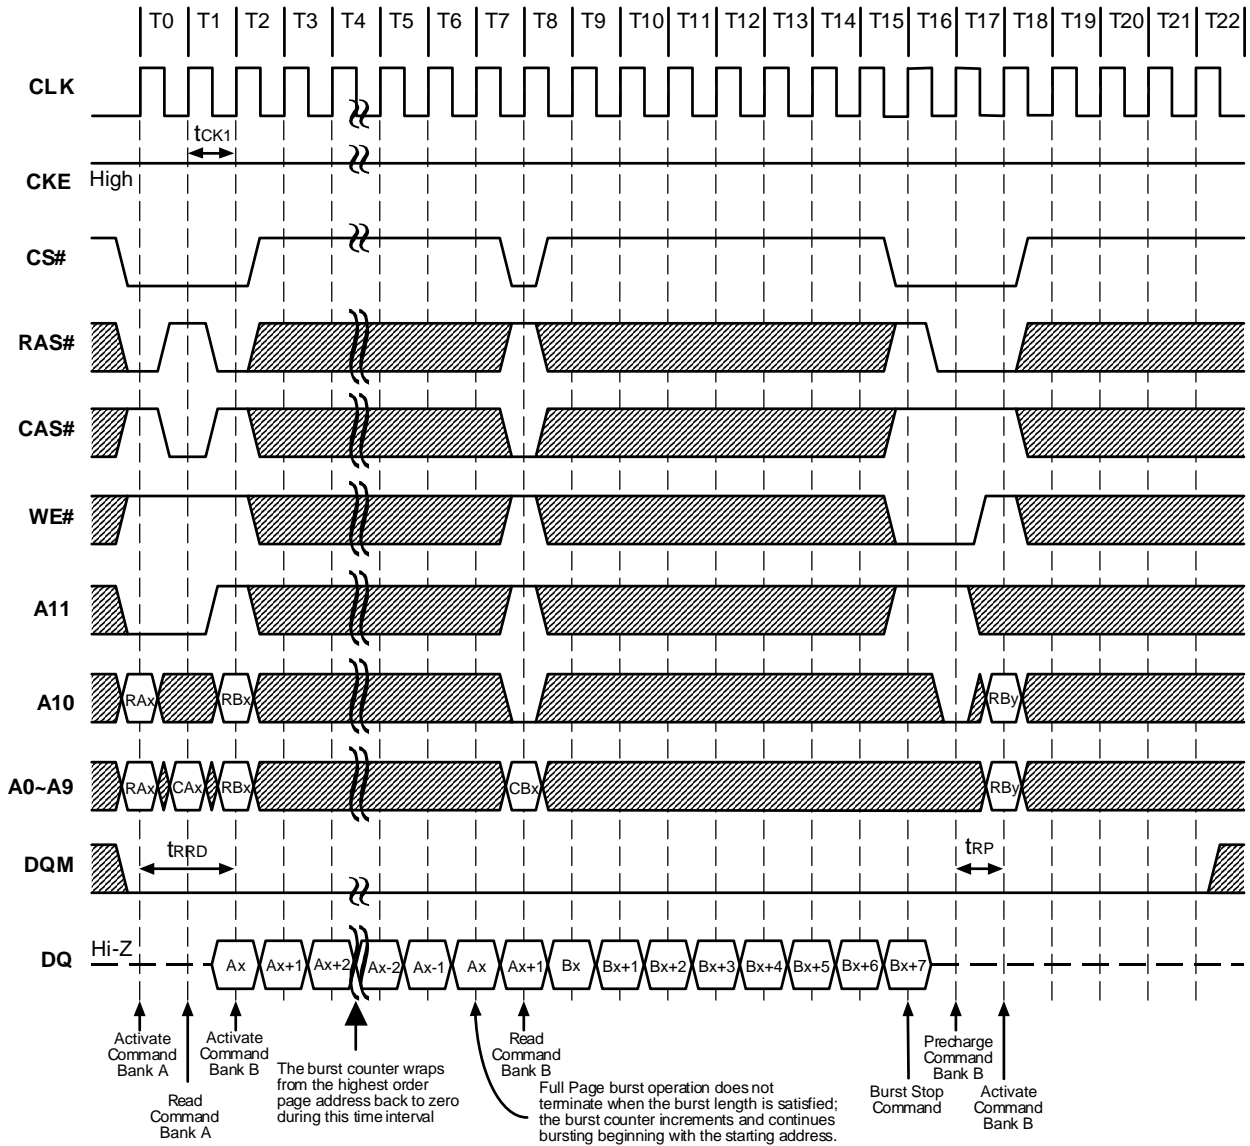 T0 T1 T2 T3 T4 T5 T6 T7 T8 T9 T10 T11 T12 T13 T14 T15 T16 T17 T18 T19 T20 T21 T22
CLK
tCK1
CKE High
CS#
RAS#
CAS#
WE#
A11
A10 RAx RBx RBy
A0~A9 RAx CAx RBx CBx RBy
DQM tRRD tRP
DQ Hi-Z Ax Ax+1 Ax+2 Ax-2 Ax-1 Ax Ax+1 Bx Bx+1 Bx+2 Bx+3 Bx+4 Bx+5 Bx+6 Bx+7
Activate
Command
Bank A
Read
Command
Bank A
Activate
Command
Bank B
The burst counter wraps
from the highest order
page address back to zero
during this time interval
Read
Command
Bank B
Full Page burst operation does not
terminate when the burst length is satisfied;
the burst counter increments and continues
bursting beginning with the starting address.
Burst Stop
Command
Precharge
Command
Bank B
Activate
Command
Bank B